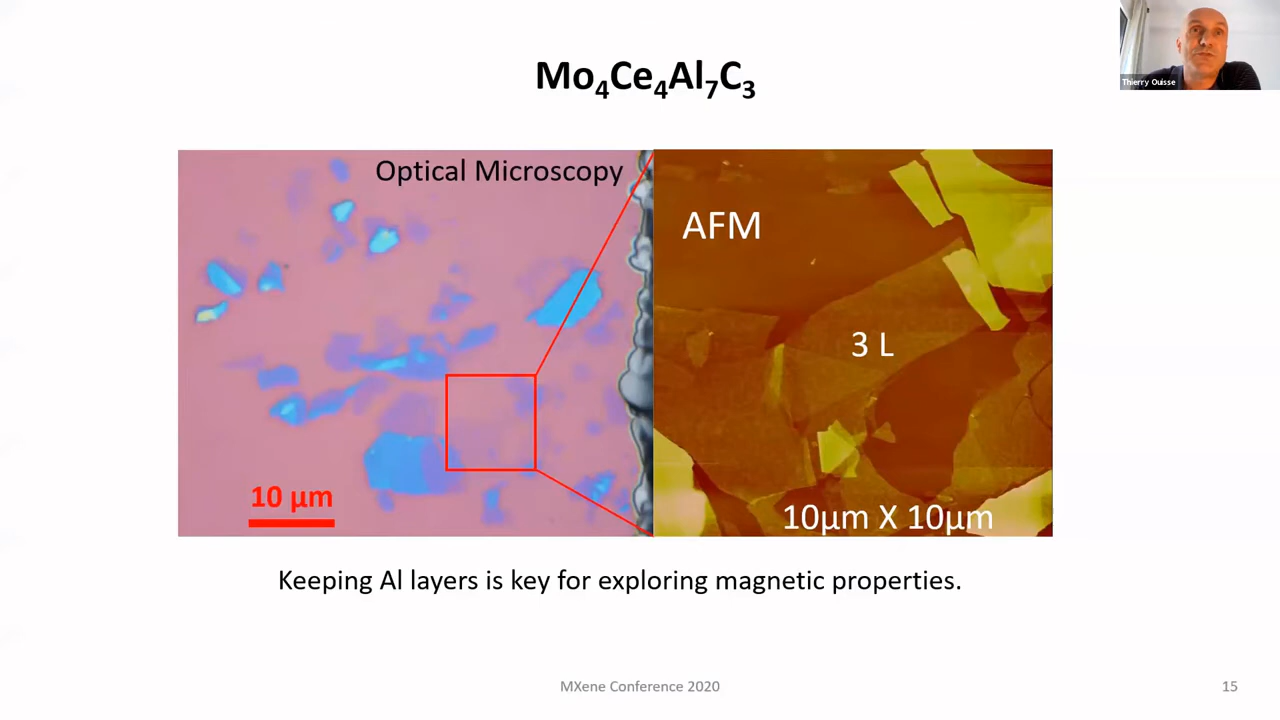 Mo₄Ce₄Al₇C₃
Thierry Ouisse
Optical Microscopy
AFM
3 L
10 μm
10μm X 10μm
Keeping Al layers is key for exploring magnetic properties.
MXene Conference 2020
15